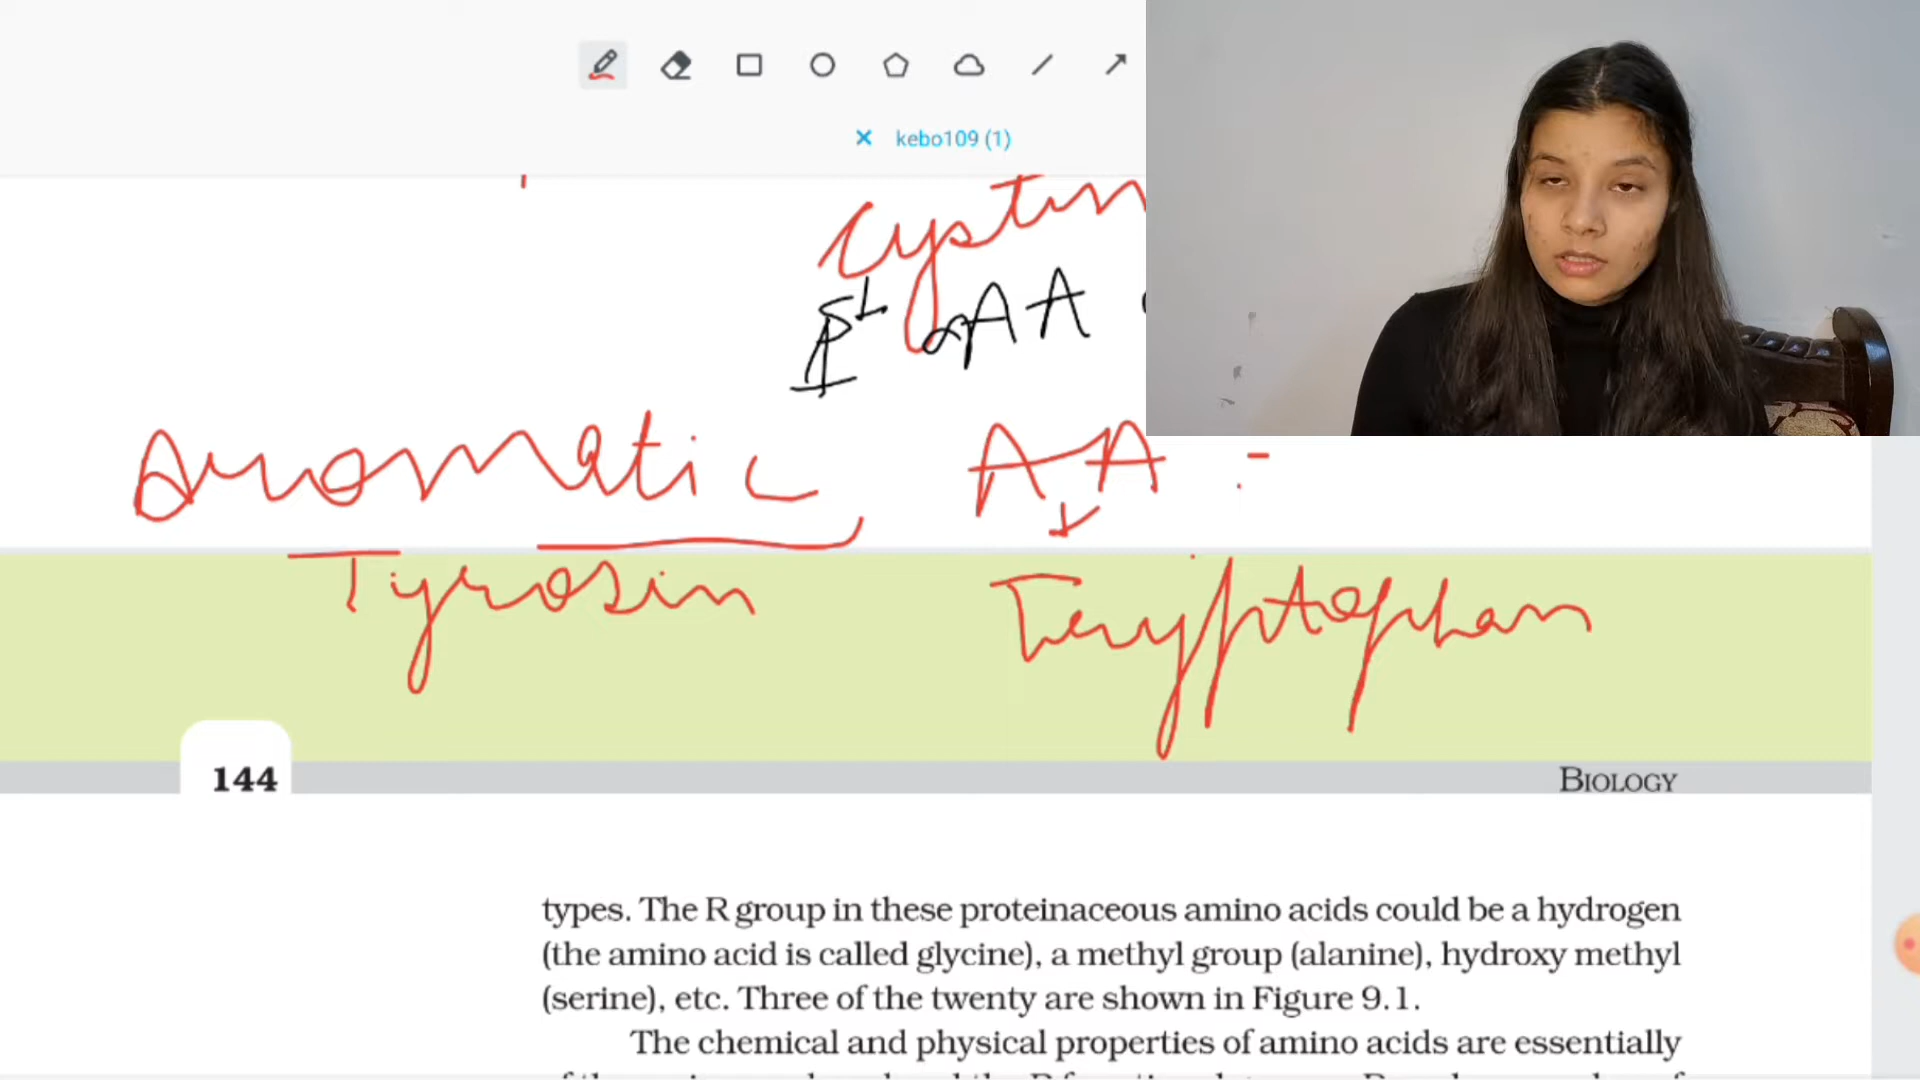 kebo109 (1)
AA
Aromatic AA :-
Tyrosin Teryptophan
144
BIOLOGY
types. The R group in these proteinaceous amino acids could be a hydrogen
(the amino acid is called glycine), a methyl group (alanine), hydroxy methyl
(serine), etc. Three of the twenty are shown in Figure 9.1.
The chemical and physical properties of amino acids are essentially